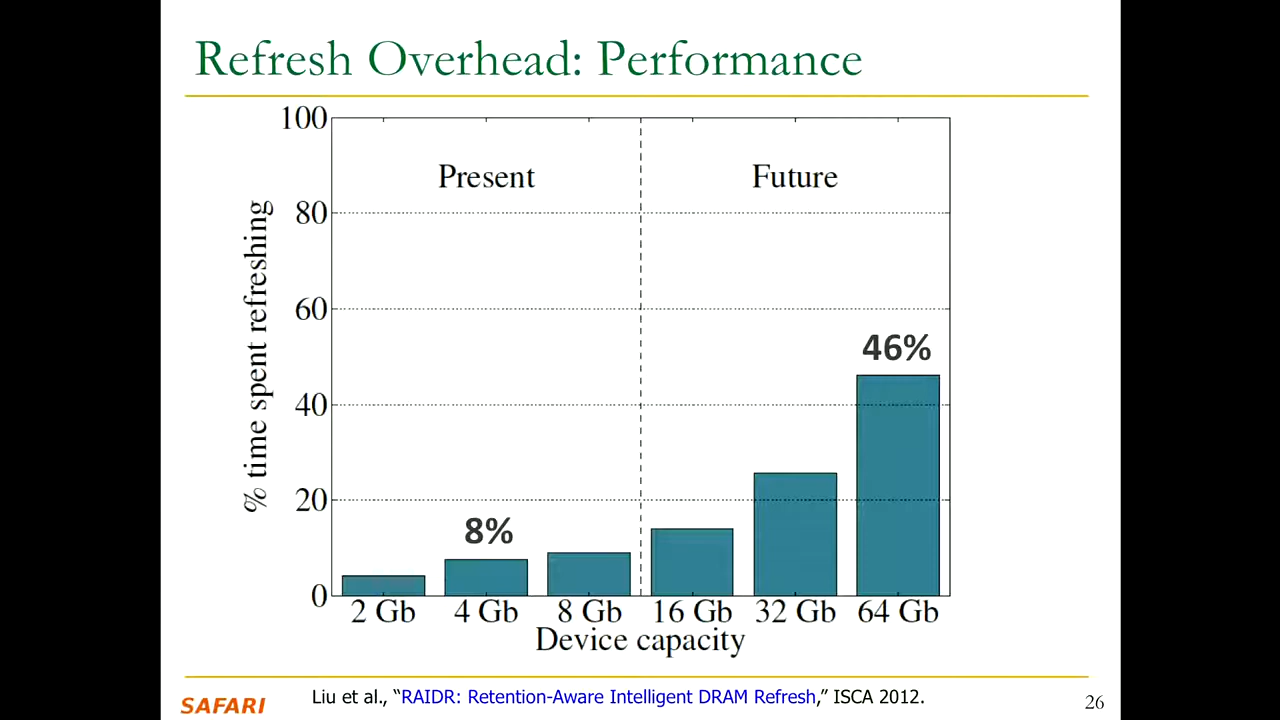 Refresh Overhead: Performance
100
80
60
40
20
0
% time spent refreshing
Present
Future
8%
46%
2 Gb 4 Gb 8 Gb 16 Gb 32 Gb 64 Gb
Device capacity
SAFARI
Liu et al., “RAIDR: Retention-Aware Intelligent DRAM Refresh,” ISCA 2012.
26